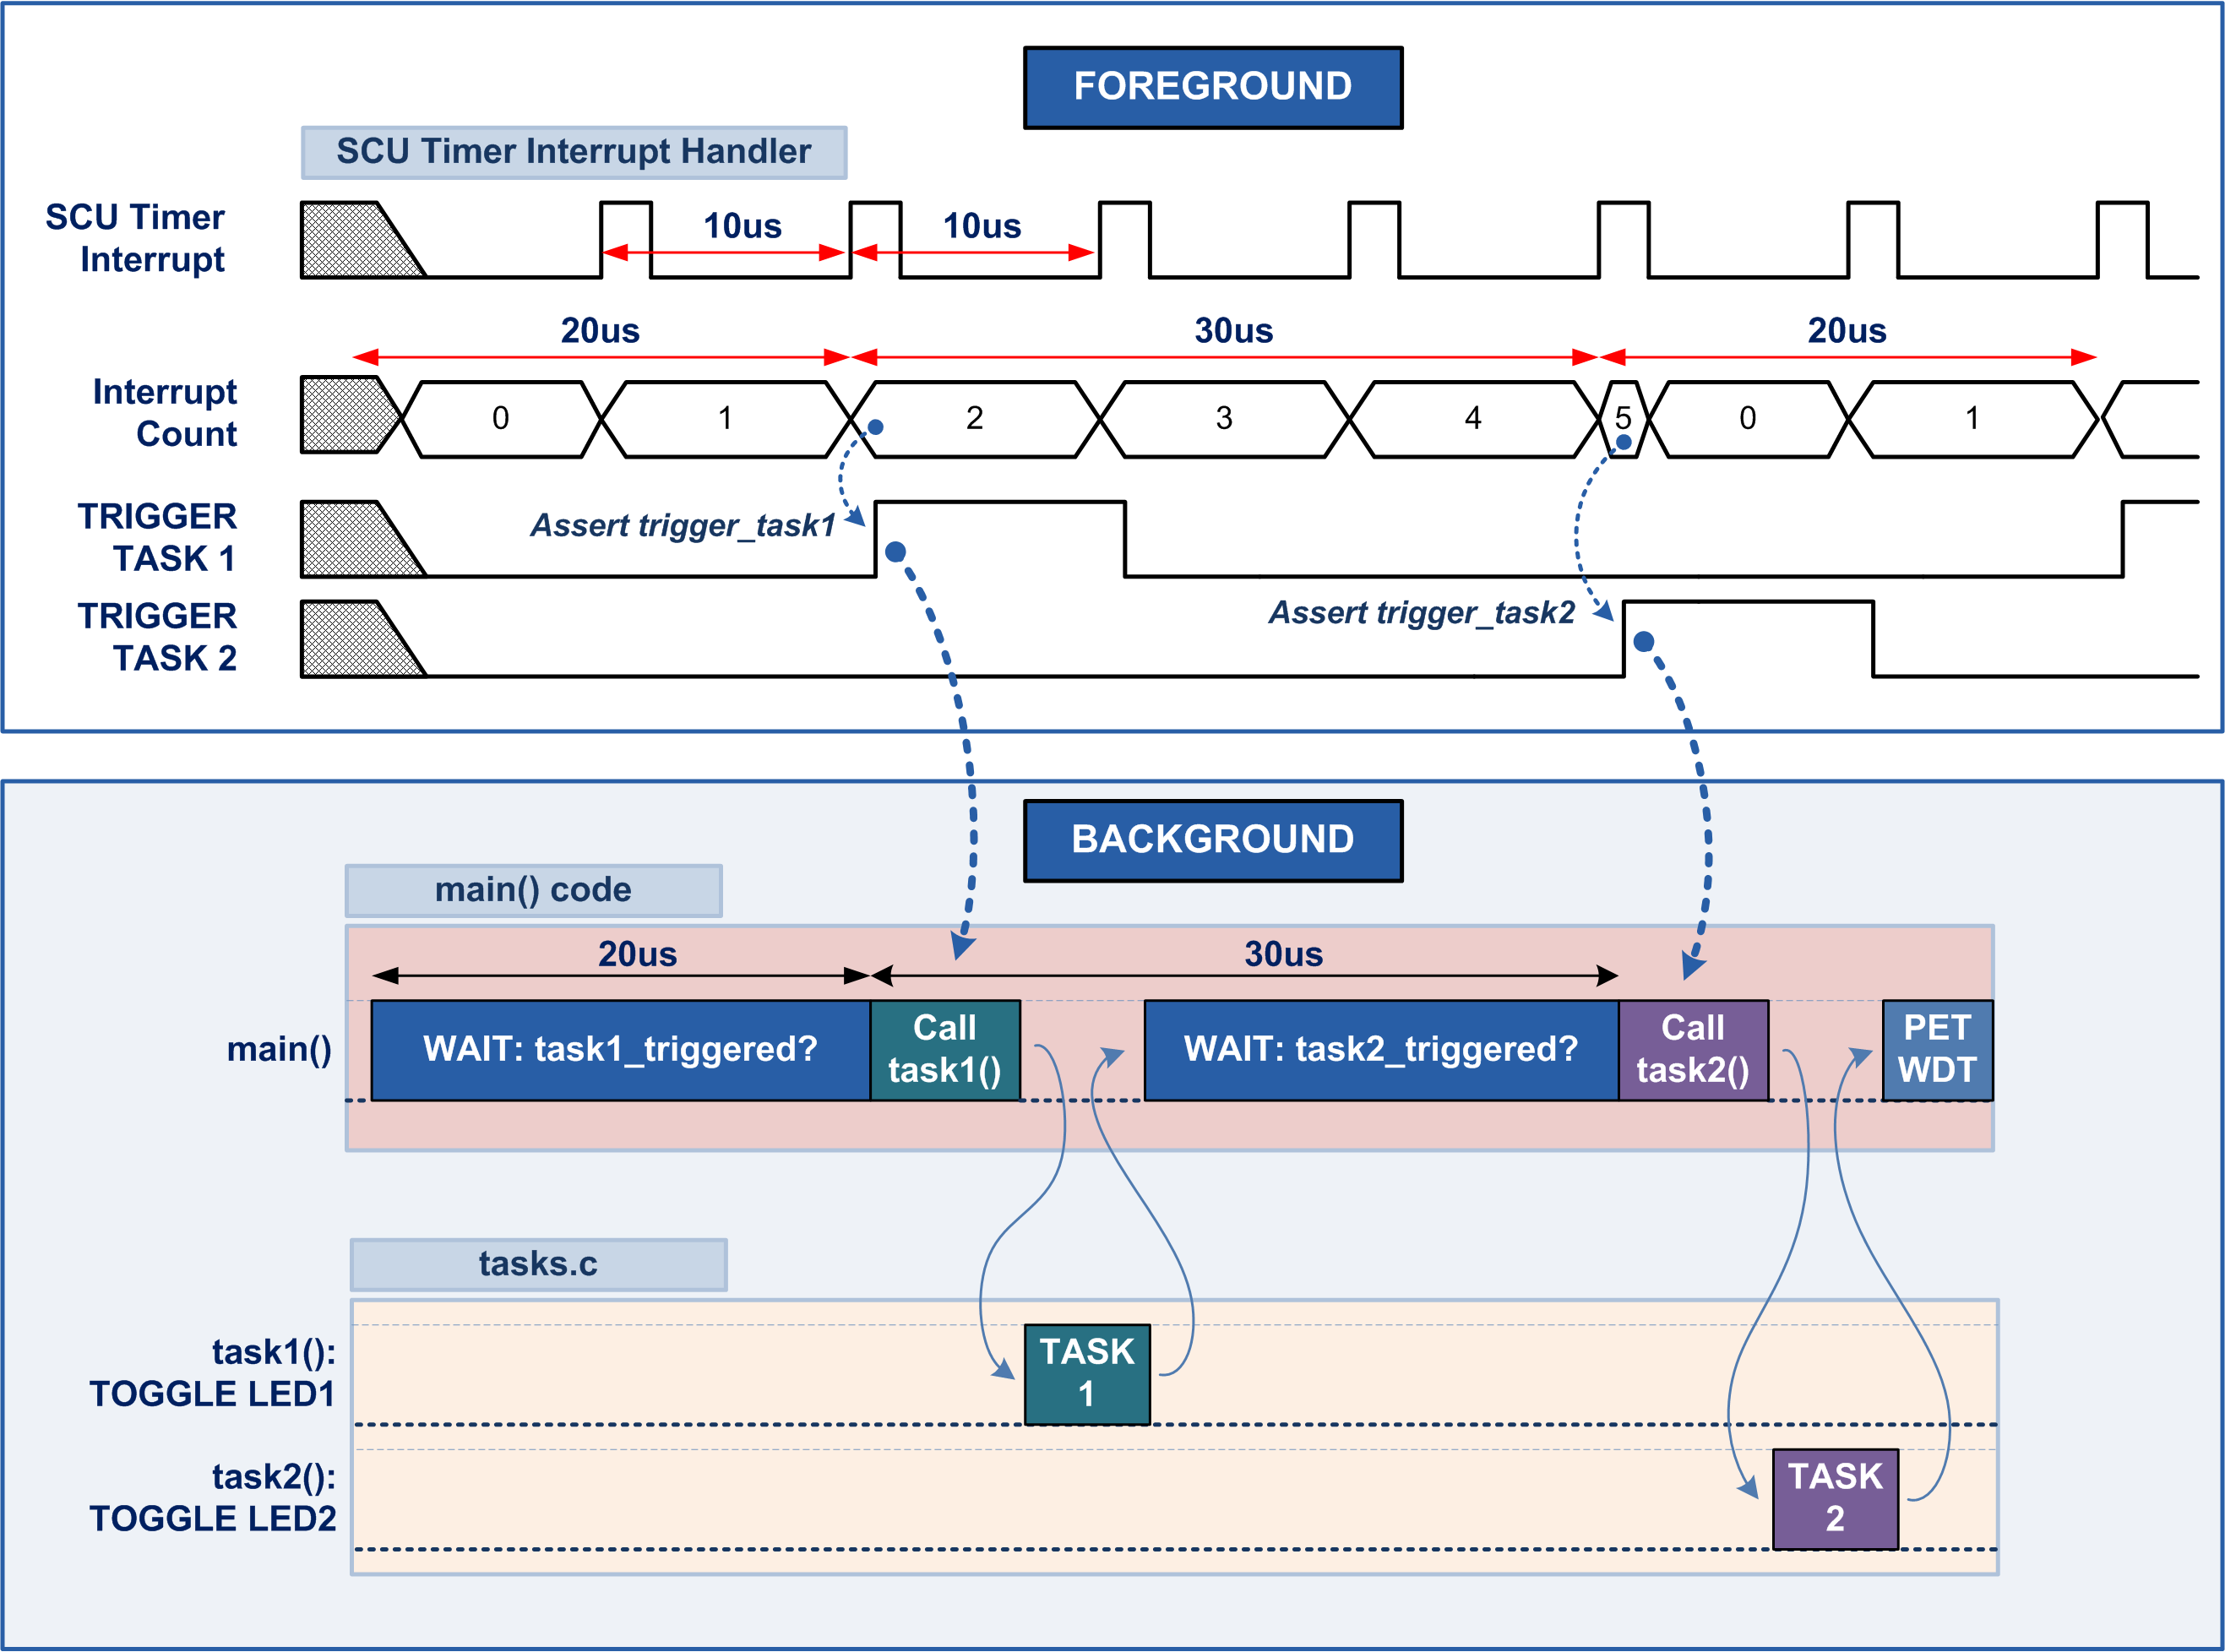 FOREGROUND
SCU Timer Interrupt Handler
SCU Timer
Interrupt
10us
10us
20us
30us
20us
Interrupt
Count
0
1
2
3
4
5
0
1
TRIGGER
TASK 1
Assert trigger_task1
TRIGGER
TASK 2
Assert trigger_task2
BACKGROUND
main() code
20us
30us
main()
WAIT: task1_triggered?
Call
task1()
WAIT: task2_triggered?
Call
task2()
PET
WDT
tasks.c
task1():
TOGGLE LED1
TASK
1
task2():
TOGGLE LED2
TASK
2